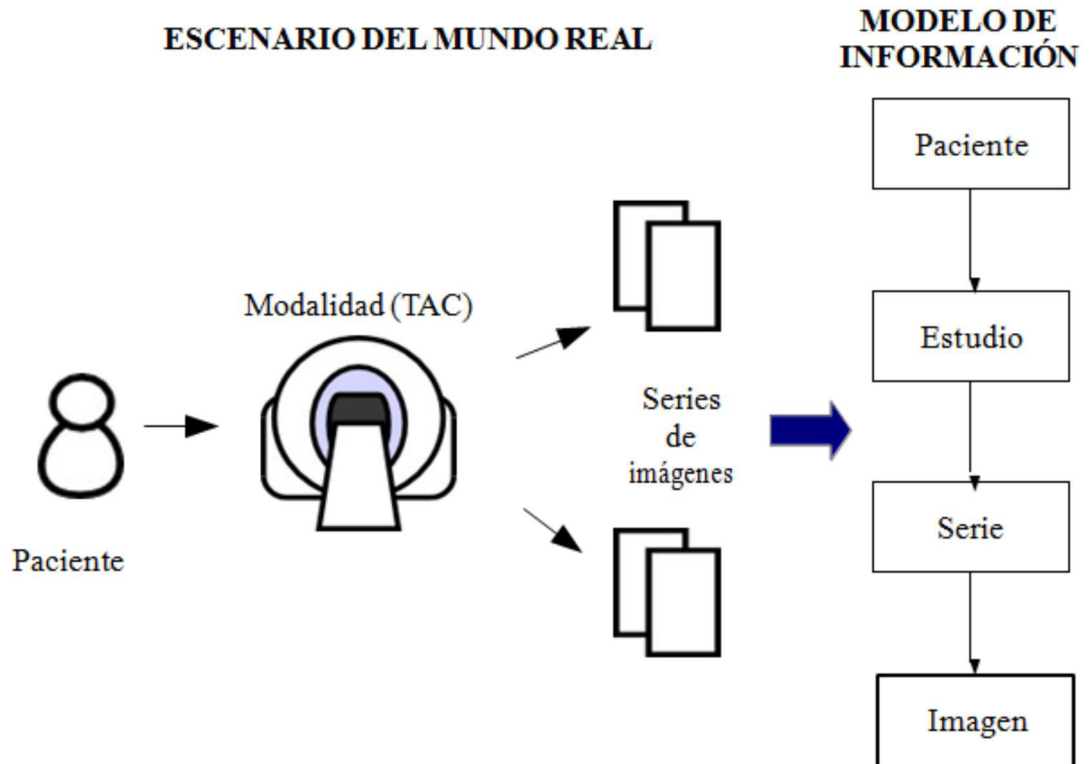 ESCENARIO DEL MUNDO REAL
MODELO DE
INFORMACIÓN
Paciente
Modalidad (TAC)
Series
de
imágenes
Paciente
Estudio
Serie
Imagen